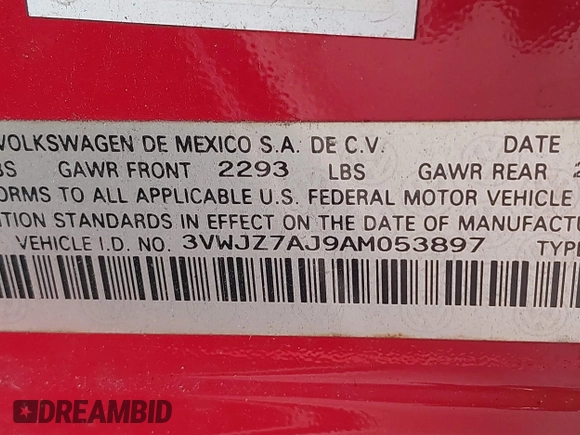 VOLKSWAGEN DE MEXICO S.A. DE C.V. DATE
GAWR FRONT 2293 LBS GAWR REAR
TO ALL APPLICABLE U.S. FEDERAL MOTOR VEHICLE
STANDARDS IN EFFECT ON THE DATE OF
VEHICLE I.D. NO. 3VWJZ7AJ9AM053897 TYPE
DREAMBID